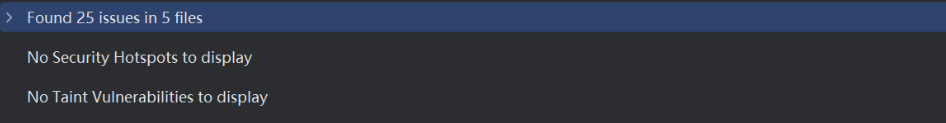 Found 25 issues in 5 files
No Security Hotspots to display
No Taint Vulnerabilities to display